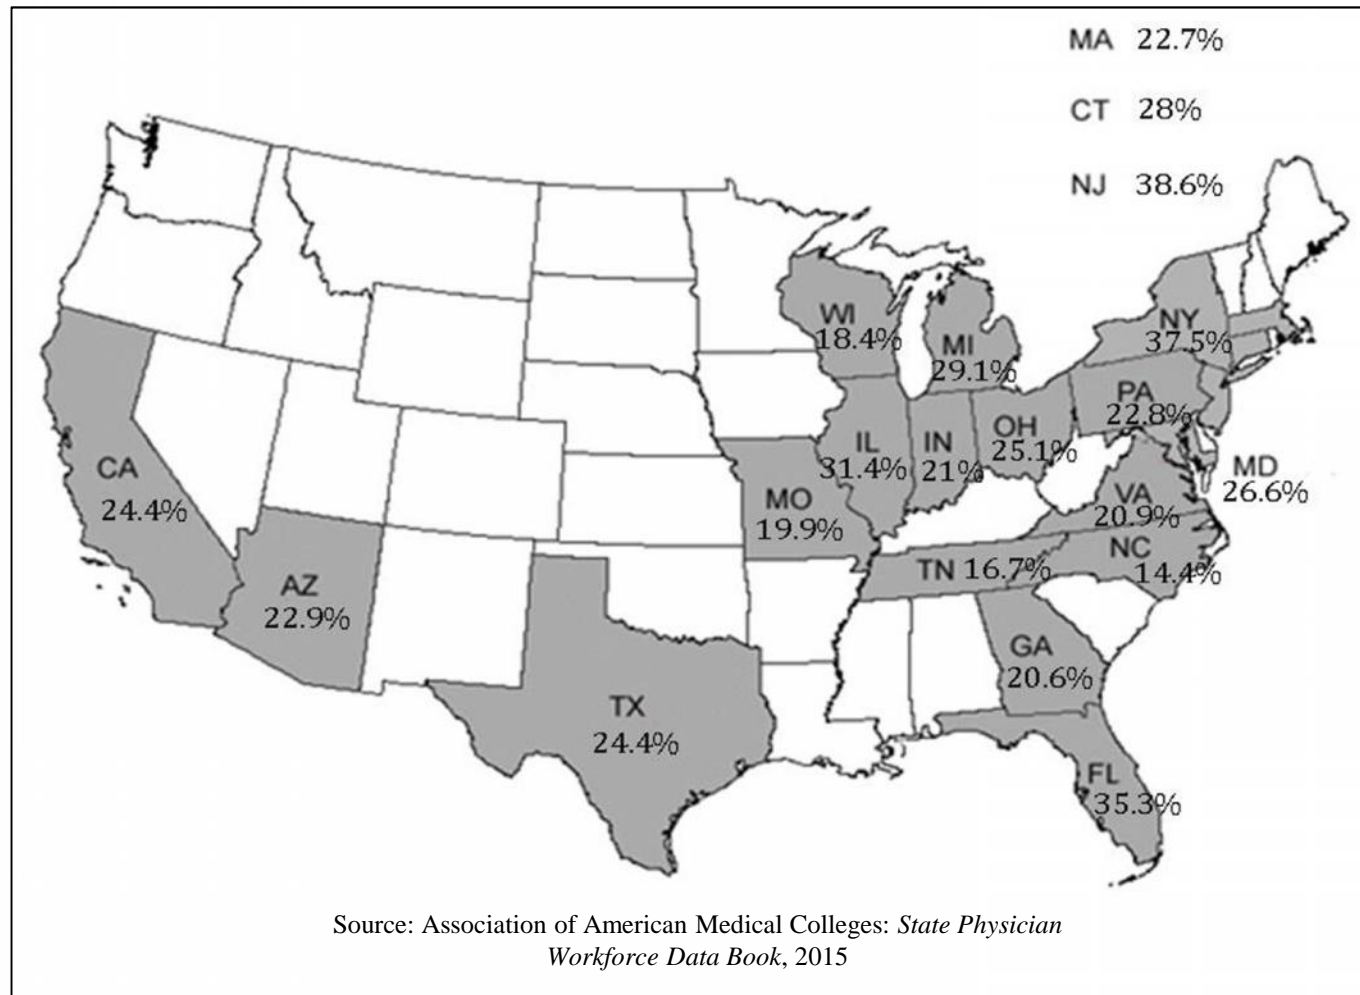 MA 22.7%
CT 28%
NJ 38.6%
WI
18.4%
MI
29.1%
NY
37.5%
PA
22.8%
OH
25.1%
IN
21%
IL
31.4%
MO
19.9%
MD
26.6%
VA
20.9%
NC
14.4%
TN 16.7%
CA
24.4%
AZ
22.9%
TX
24.4%
GA
20.6%
FL
35.3%
Source: Association of American Medical Colleges: State Physician
Workforce Data Book, 2015